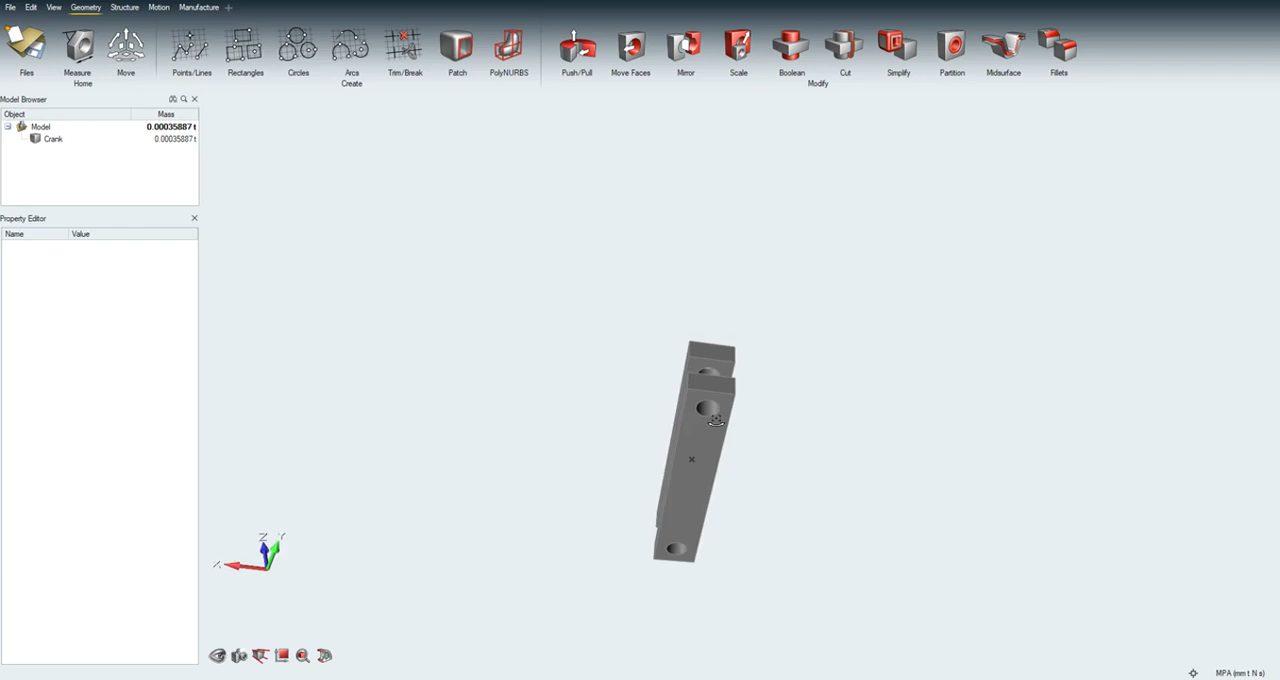 File Edit View Geometry Structure Motion Manufacture
Files Measure Move Points/Lines Rectangles Circles Arcs Trim/Break Patch PolyNURBS Push/Pull Move Faces Mirror Scale Boolean Cut Simplify Partition Midsurface Fillets
Home Create Modify
Model Browser
Object Mass
Model 0.00035887 t
Crank 0.00035887 t
Property Editor
Name Value
Z Y
X
MPA (mm t N s)